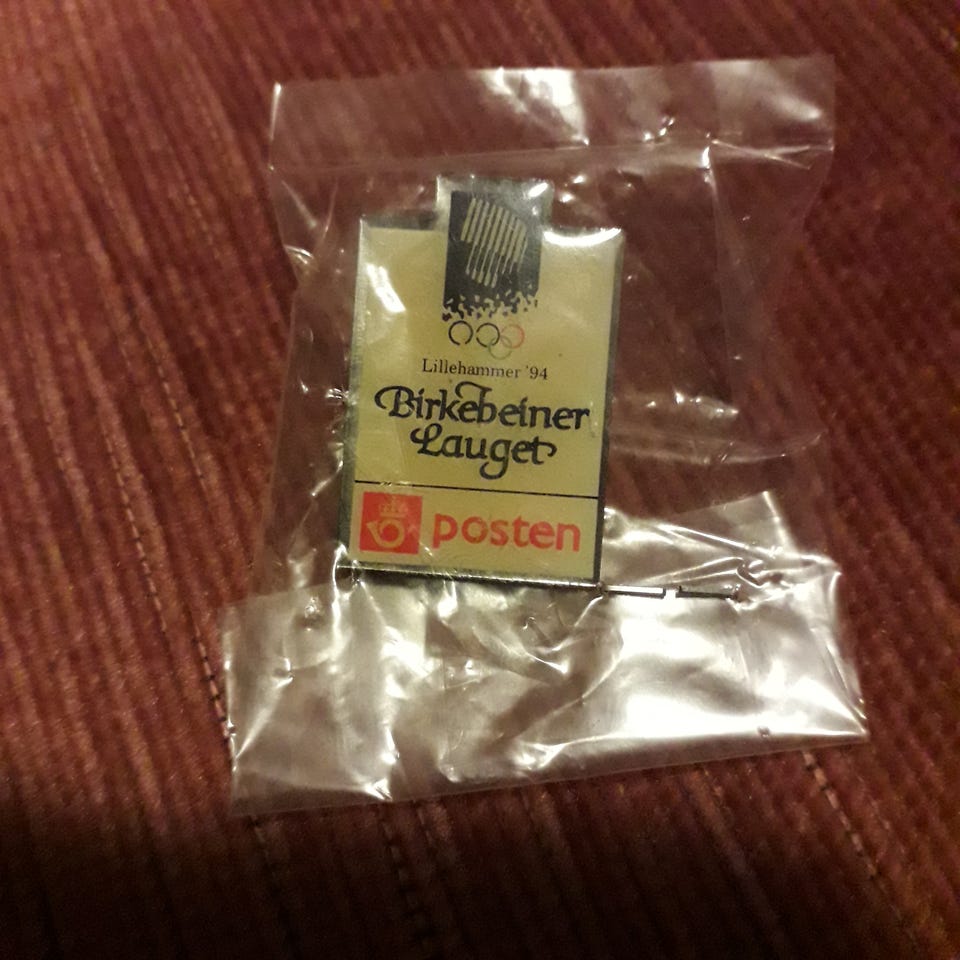 Lillehammer '94
Birkebeiner
Lauget
posten